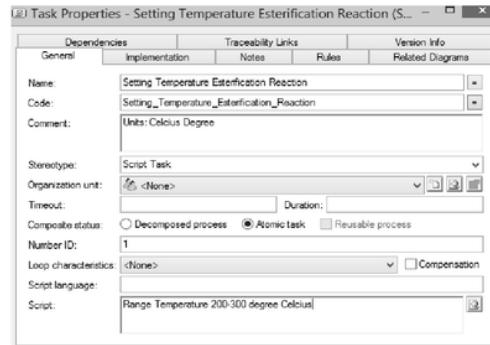 Task Properties - Setting Temperature Esterification Reaction (S...
Dependencies Traceability Links Version Info
General Implementation Notes Rules Related Diagrams
Name: Setting Temperature Esterification Reaction =
Code: Setting_Temperature_Esterification_Reaction =
Comment: Units: Celcius Degree
Stereotype: Script Task
Organization unit: <None>
Timeout: Duration:
Composite status: Decomposed process Atomic task Reusable process
Number ID: 1
Loop characteristics: <None> Compensation
Script language:
Script: Range Temperature 200-300 degree Celcius